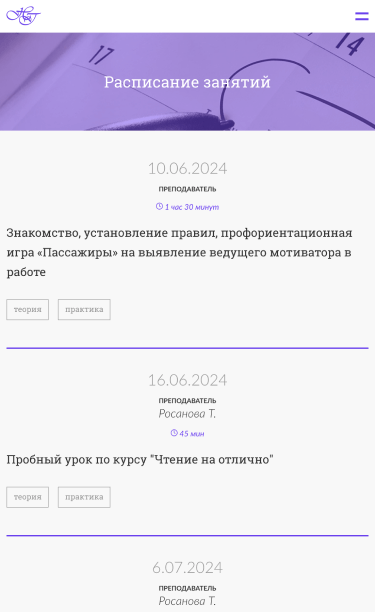 17
14
Расписание занятий
10.06.2024
ПРЕПОДАВАТЕЛЬ
1 час 30 минут
Знакомство, установление правил, профориентационная
игра «Пассажиры» на выявление ведущего мотиватора в
работе
теория практика
16.06.2024
ПРЕПОДАВАТЕЛЬ
Росанова Т.
45 мин
Пробный урок по курсу "Чтение на отлично"
теория практика
6.07.2024
ПРЕПОДАВАТЕЛЬ
Росанова Т.